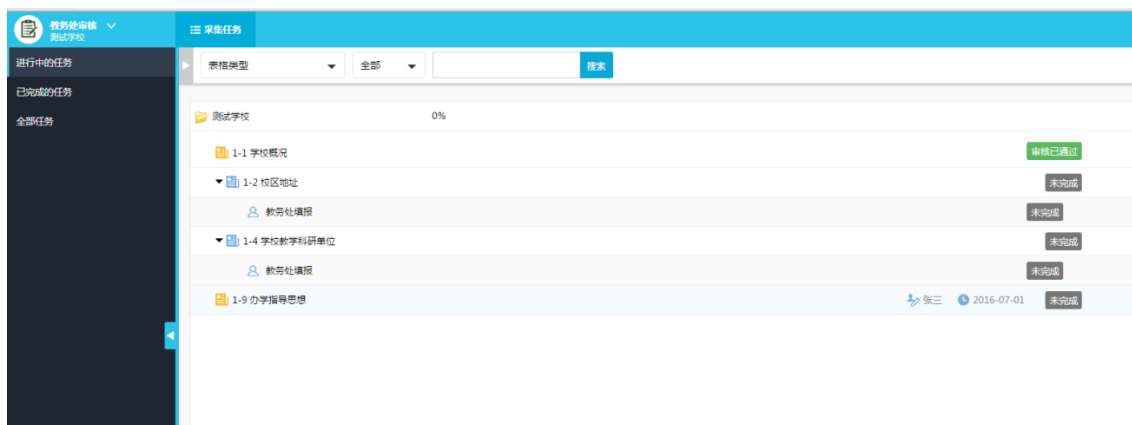 教务处审核
测试学校
采集任务
进行中的任务
表格类型 全部 搜索
已完成的任务
全部任务
测试学校 0%
1-1 学校概况 审核已通过
1-2 校区地址 未完成
教务处填报 未完成
1-4 学校教学科研单位 未完成
教务处填报 未完成
1-9 办学指导思想 张三 2016-07-01 未完成